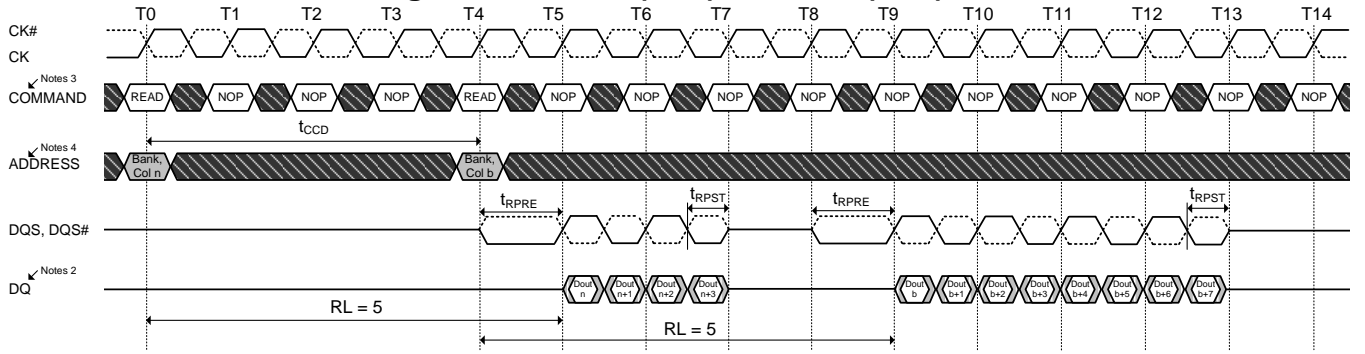 T0 T1 T2 T3 T4 T5 T6 T7 T8 T9 T10 T11 T12 T13 T14
CK#
CK
Notes 3
COMMAND READ NOP NOP NOP READ NOP NOP NOP NOP NOP NOP NOP NOP NOP NOP
tCCD
Notes 4
ADDRESS Bank, Col n Bank, Col b
tRPRE tRPST tRPRE tRPST
DQS, DQS#
Notes 2
DQ Dout n Dout n+1 Dout n+2 Dout n+3 Dout b Dout b+1 Dout b+2 Dout b+3 Dout b+4 Dout b+5 Dout b+6 Dout b+7
RL = 5
RL = 5